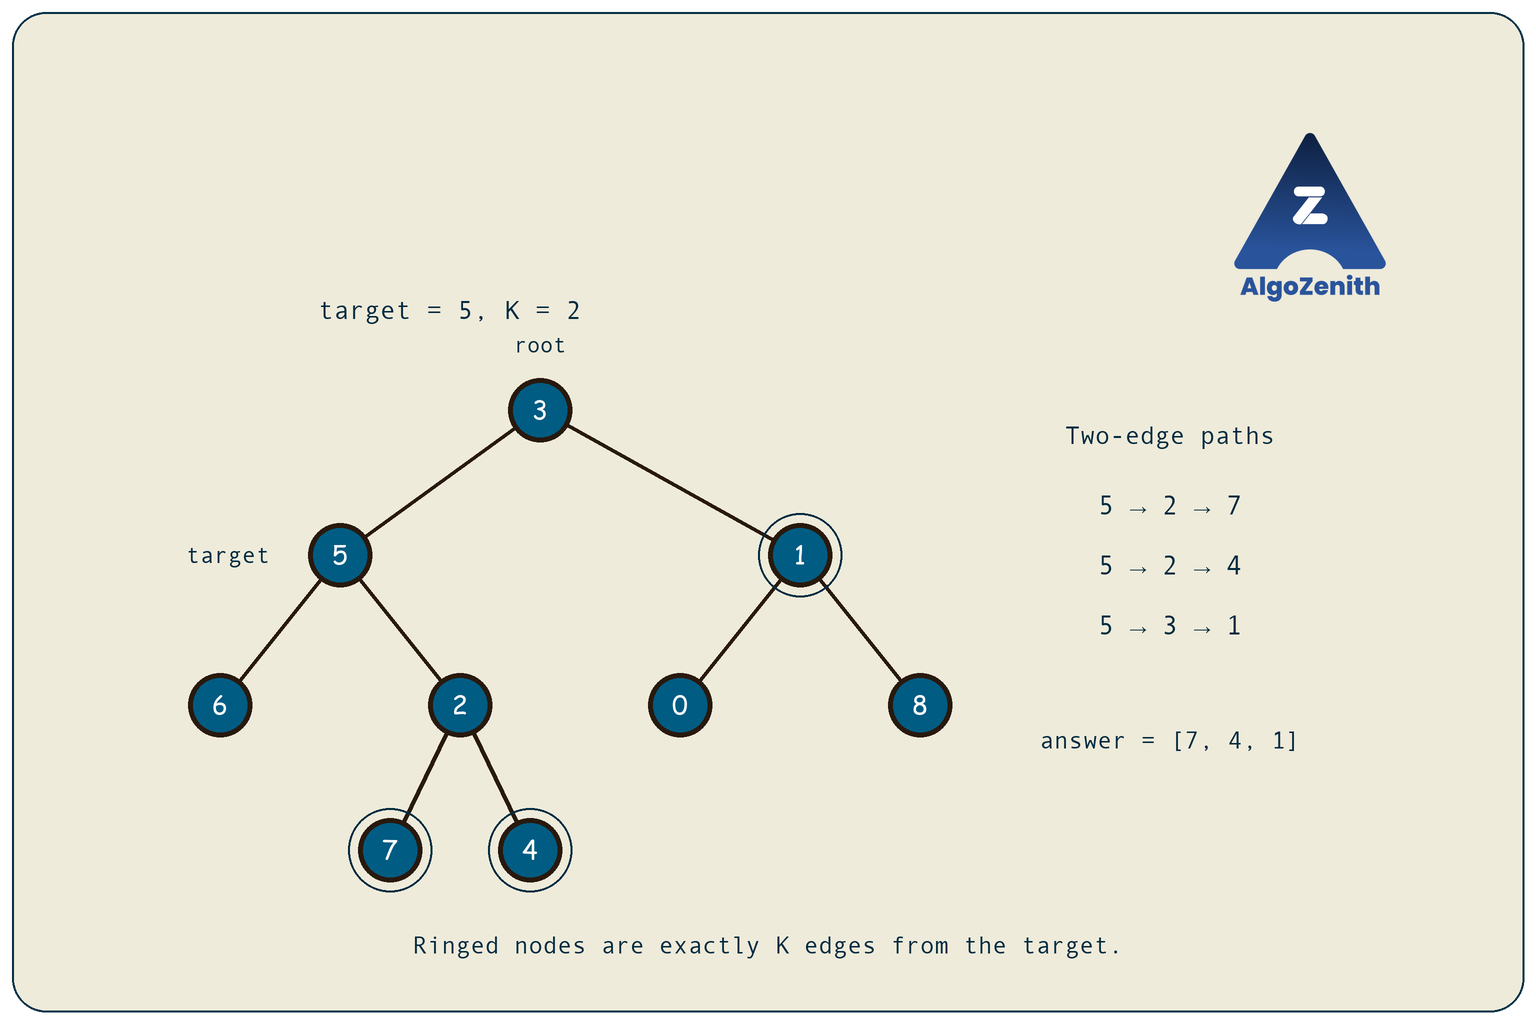 Z
AlgoZenith
target = 5, K = 2
root
3
Two-edge paths
5 → 2 → 7
target
5
1
5 → 2 → 4
5 → 3 → 1
6
2
0
8
answer = [7, 4, 1]
7
4
Ringed nodes are exactly K edges from the target.